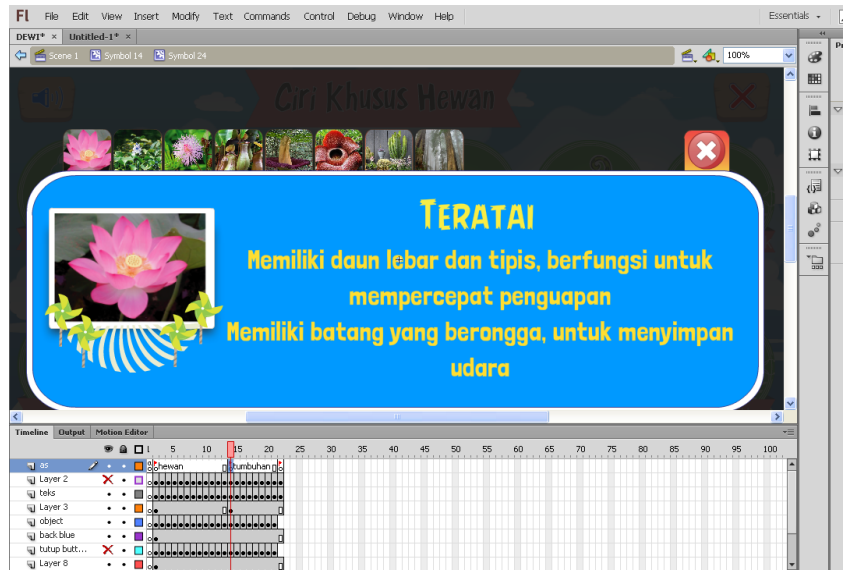 Fl File Edit View Insert Modify Text Commands Control Debug Window Help Essentials
DEWI* × Untitled-1* ×
Scene 1 Symbol 14 Symbol 24 100%
Ciri Khusus Hewan
TERATAI
Memiliki daun lebar dan tipis, berfungsi untuk
mempercepat penguapan
Memiliki batang yang berongga, untuk menyimpan
udara
Timeline Output Motion Editor
5 10 15 20 25 30 35 40 45 50 55 60 65 70 75 80 85 90 95 100
as hewan tumbuhan
Layer 2
teks
Layer 3
object
back blue
tutup butt...
Layer 8